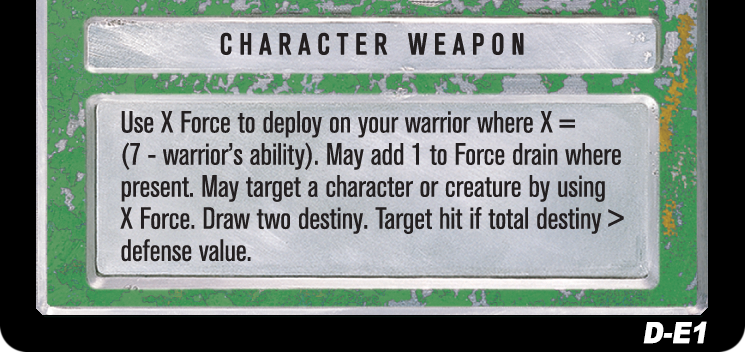 CHARACTER WEAPON
Use X Force to deploy on your warrior where X =
(7 - warrior's ability). May add 1 to Force drain where
present. May target a character or creature by using
X Force. Draw two destiny. Target hit if total destiny >
defense value.
D-E1